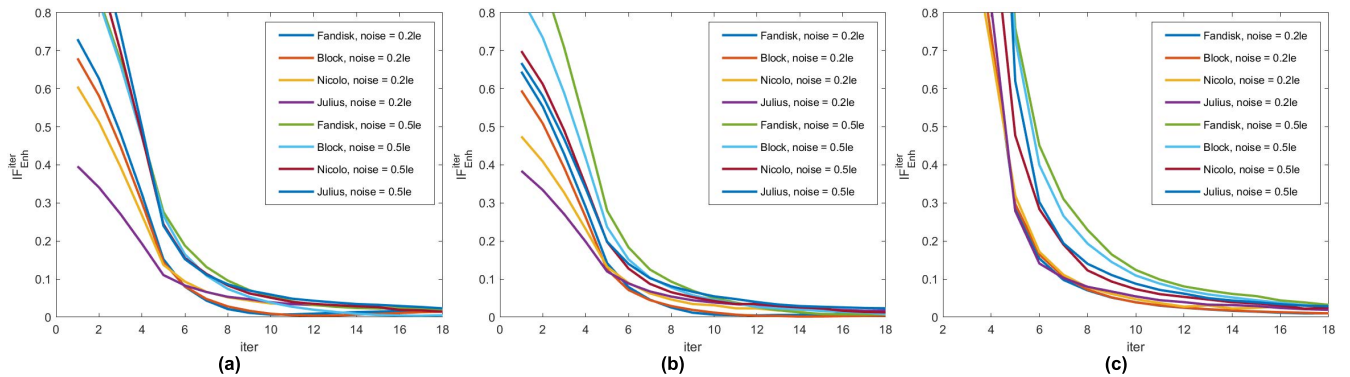 0.8
0.7
0.6
0.5
0.4
0.3
0.2
0.1
0
IF iter Enh
0 2 4 6 8 10 12 14 16 18
iter
Fandisk, noise = 0.2le
Block, noise = 0.2le
Nicolo, noise = 0.2le
Julius, noise = 0.2le
Fandisk, noise = 0.5le
Block, noise = 0.5le
Nicolo, noise = 0.5le
Julius, noise = 0.5le
(a)
0.8
0.7
0.6
0.5
0.4
0.3
0.2
0.1
0
IF iter Enh
0 2 4 6 8 10 12 14 16 18
iter
Fandisk, noise = 0.2le
Block, noise = 0.2le
Nicolo, noise = 0.2le
Julius, noise = 0.2le
Fandisk, noise = 0.5le
Block, noise = 0.5le
Nicolo, noise = 0.5le
Julius, noise = 0.5le
(b)
0.8
0.7
0.6
0.5
0.4
0.3
0.2
0.1
0
IF iter Enh
2 4 6 8 10 12 14 16 18
iter
Fandisk, noise = 0.2le
Block, noise = 0.2le
Nicolo, noise = 0.2le
Julius, noise = 0.2le
Fandisk, noise = 0.5le
Block, noise = 0.5le
Nicolo, noise = 0.5le
Julius, noise = 0.5le
(c)